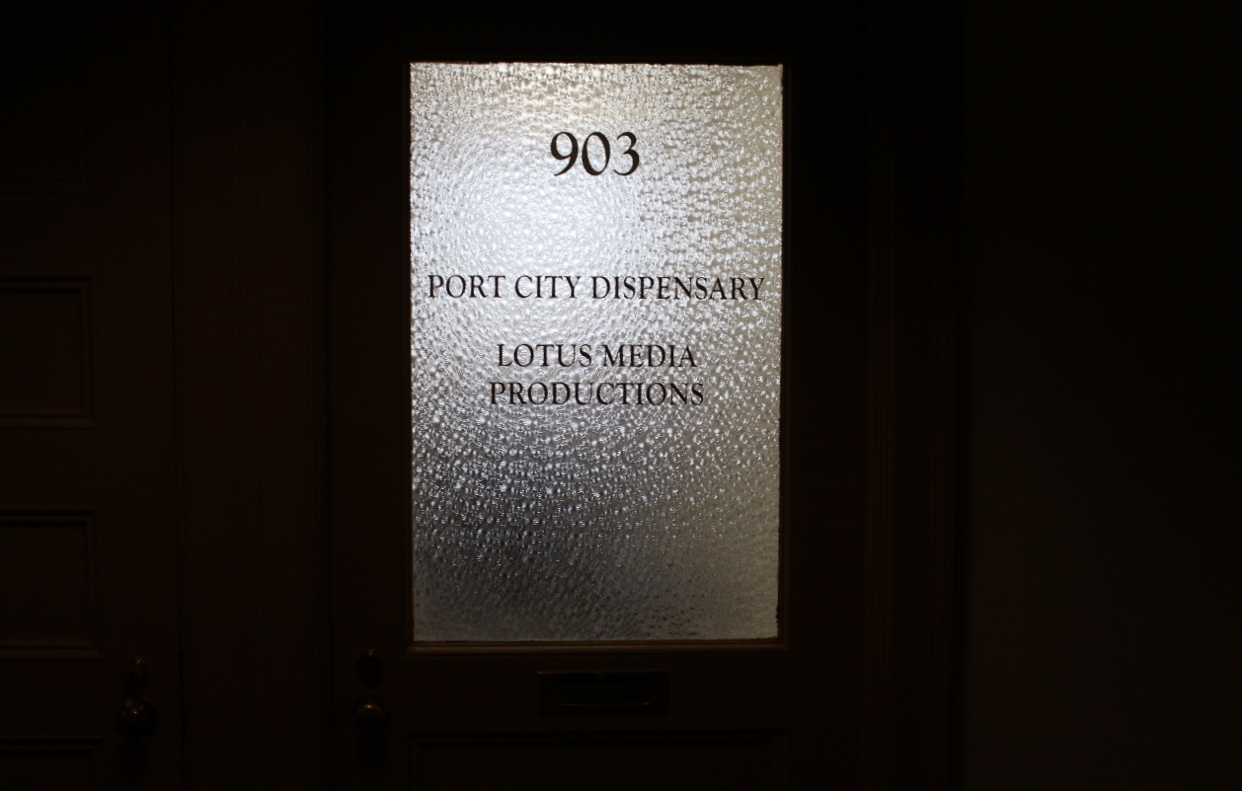 903
PORT CITY DISPENSARY
LOTUS MEDIA
PRODUCTIONS